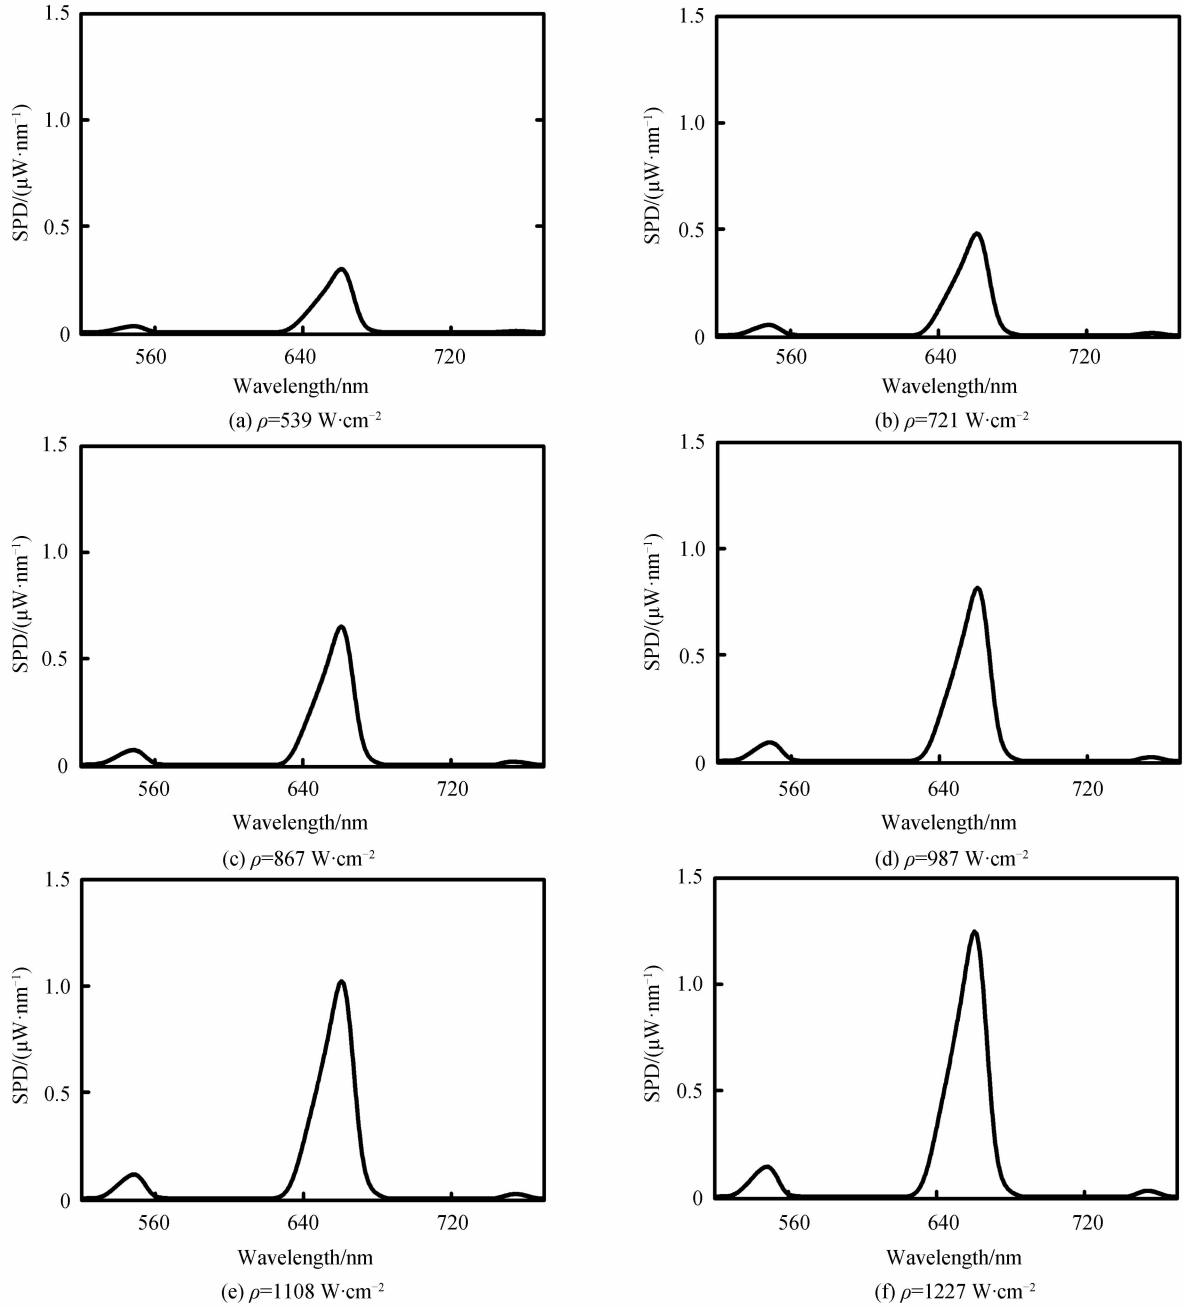 1.5
1.0
0.5
0
SPD/(μW·nm⁻¹)
560 640 720
Wavelength/nm
(a) ρ=539 W·cm⁻²
1.5
1.0
0.5
0
SPD/(μW·nm⁻¹)
560 640 720
Wavelength/nm
(b) ρ=721 W·cm⁻²
1.5
1.0
0.5
0
SPD/(μW·nm⁻¹)
560 640 720
Wavelength/nm
(c) ρ=867 W·cm⁻²
1.5
1.0
0.5
0
SPD/(μW·nm⁻¹)
560 640 720
Wavelength/nm
(d) ρ=987 W·cm⁻²
1.5
1.0
0.5
0
SPD/(μW·nm⁻¹)
560 640 720
Wavelength/nm
(e) ρ=1108 W·cm⁻²
1.5
1.0
0.5
0
SPD/(μW·nm⁻¹)
560 640 720
Wavelength/nm
(f) ρ=1227 W·cm⁻²